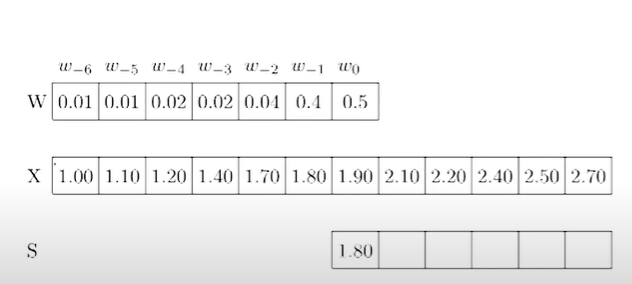 w₋₆ w₋₅ w₋₄ w₋₃ w₋₂ w₋₁ w₀
W 0.01 0.01 0.02 0.02 0.04 0.4 0.5
X 1.00 1.10 1.20 1.40 1.70 1.80 1.90 2.10 2.20 2.40 2.50 2.70
S 1.80